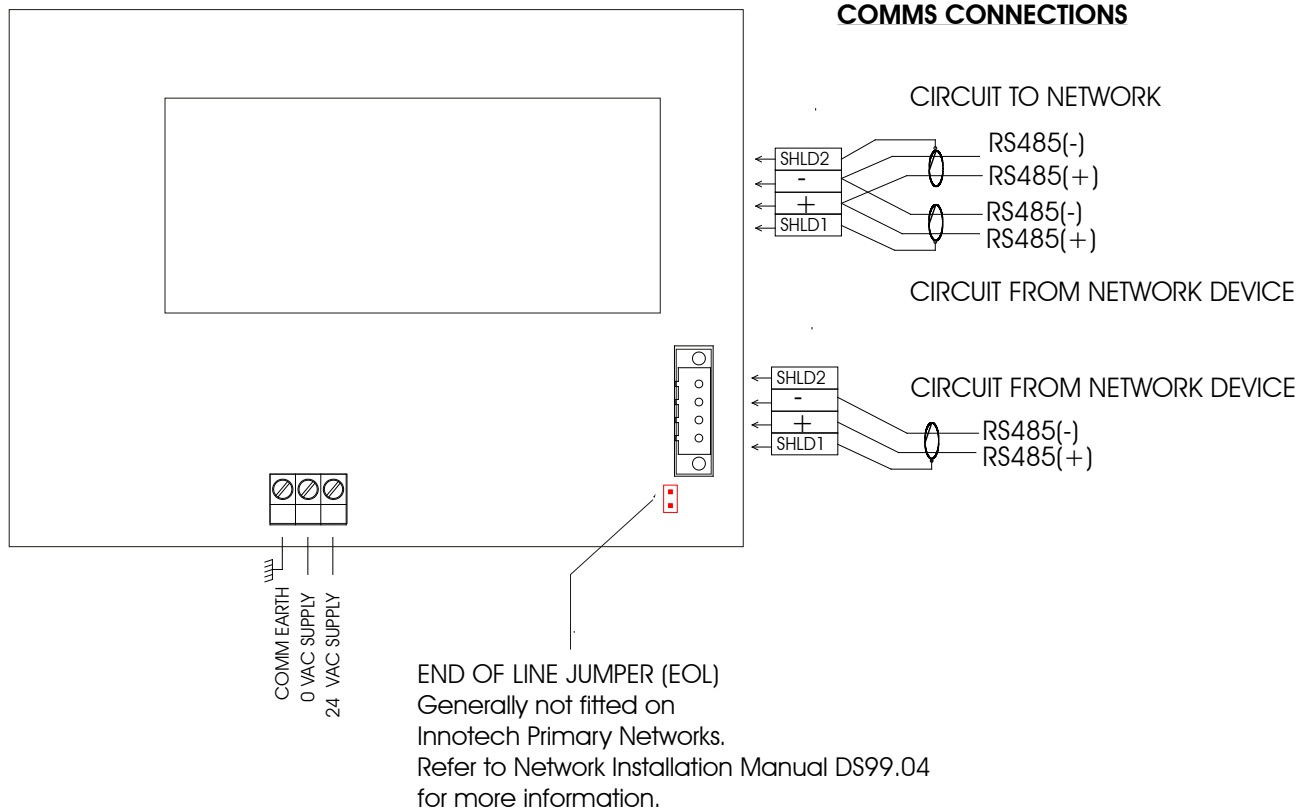 COMMS CONNECTIONS
CIRCUIT TO NETWORK
SHLD2
-
+
SHLD1
RS485(-)
RS485(+)
RS485(-)
RS485(+)
CIRCUIT FROM NETWORK DEVICE
CIRCUIT FROM NETWORK DEVICE
SHLD2
-
+
SHLD1
RS485(-)
RS485(+)
COMM EARTH
0 VAC SUPPLY
24 VAC SUPPLY
END OF LINE JUMPER (EOL)
Generally not fitted on
Innotech Primary Networks.
Refer to Network Installation Manual DS99.04
for more information.